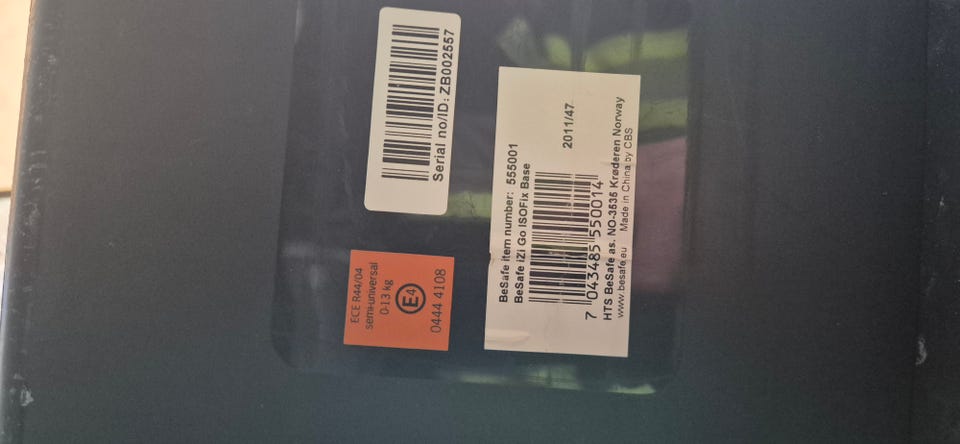 Serial no/ID: ZB002557
ECE R44/04
semi-universal
0-13 kg
E4
0444 4108
BeSafe item number: 555001
BeSafe iZi Go ISOFix Base
2011/47
7 043485 550014
HTS BeSafe as. NO-3535 Krøderen Norway
www.besafe.eu Made in China by CBS